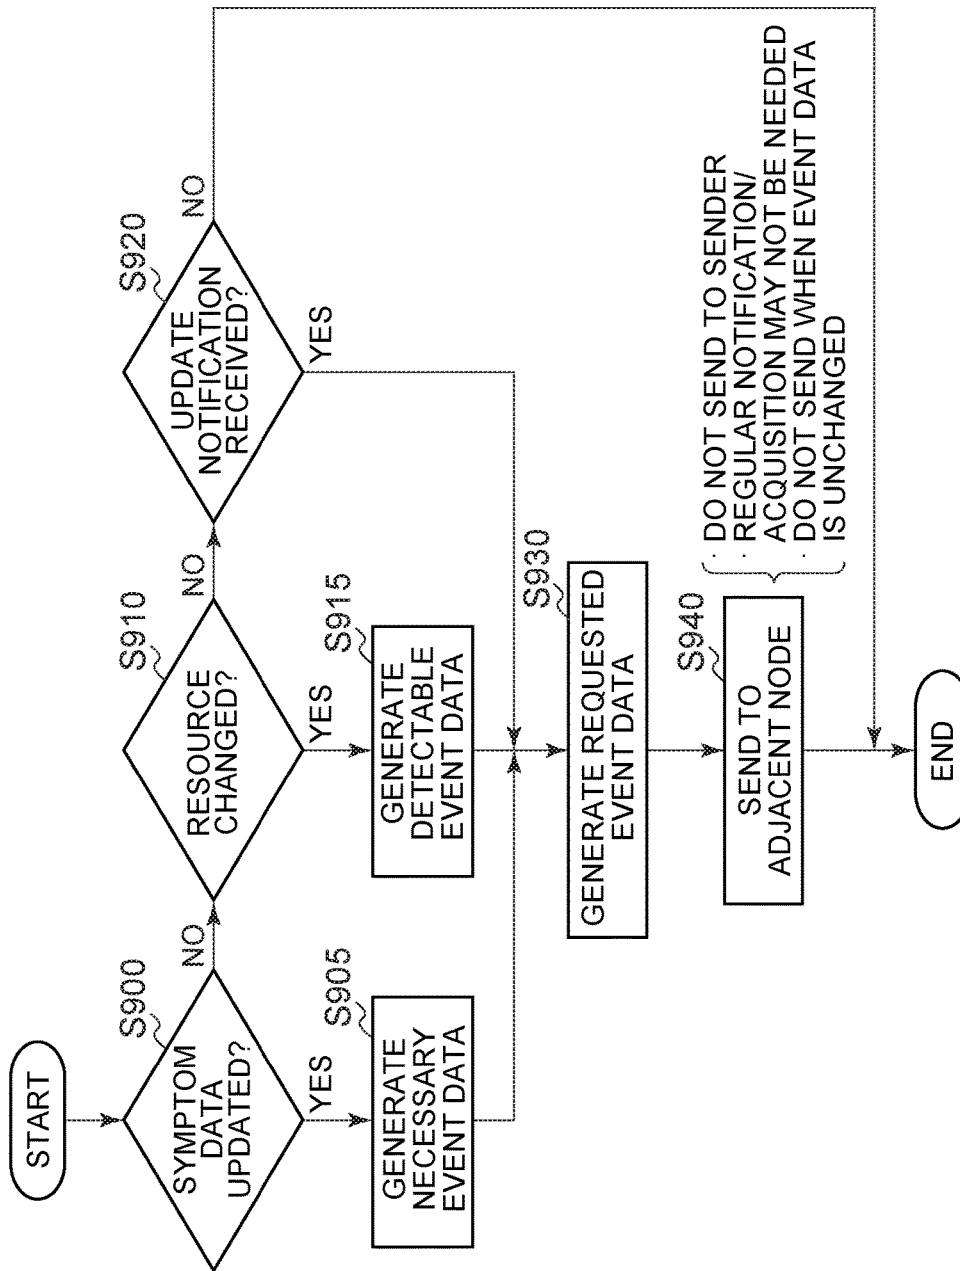 START
S900
SYMPTOM
DATA
UPDATED?
NO
YES
S905
GENERATE
NECESSARY
EVENT DATA
S910
RESOURCE
CHANGED?
NO
YES
S915
GENERATE
DETECTABLE
EVENT DATA
S920
UPDATE
NOTIFICATION
RECEIVED?
NO
YES
S930
GENERATE REQUESTED
EVENT DATA
S940
SEND TO
ADJACENT NODE
· DO NOT SEND TO SENDER
· REGULAR NOTIFICATION/
ACQUISITION MAY NOT BE NEEDED
· DO NOT SEND WHEN EVENT DATA
IS UNCHANGED
END